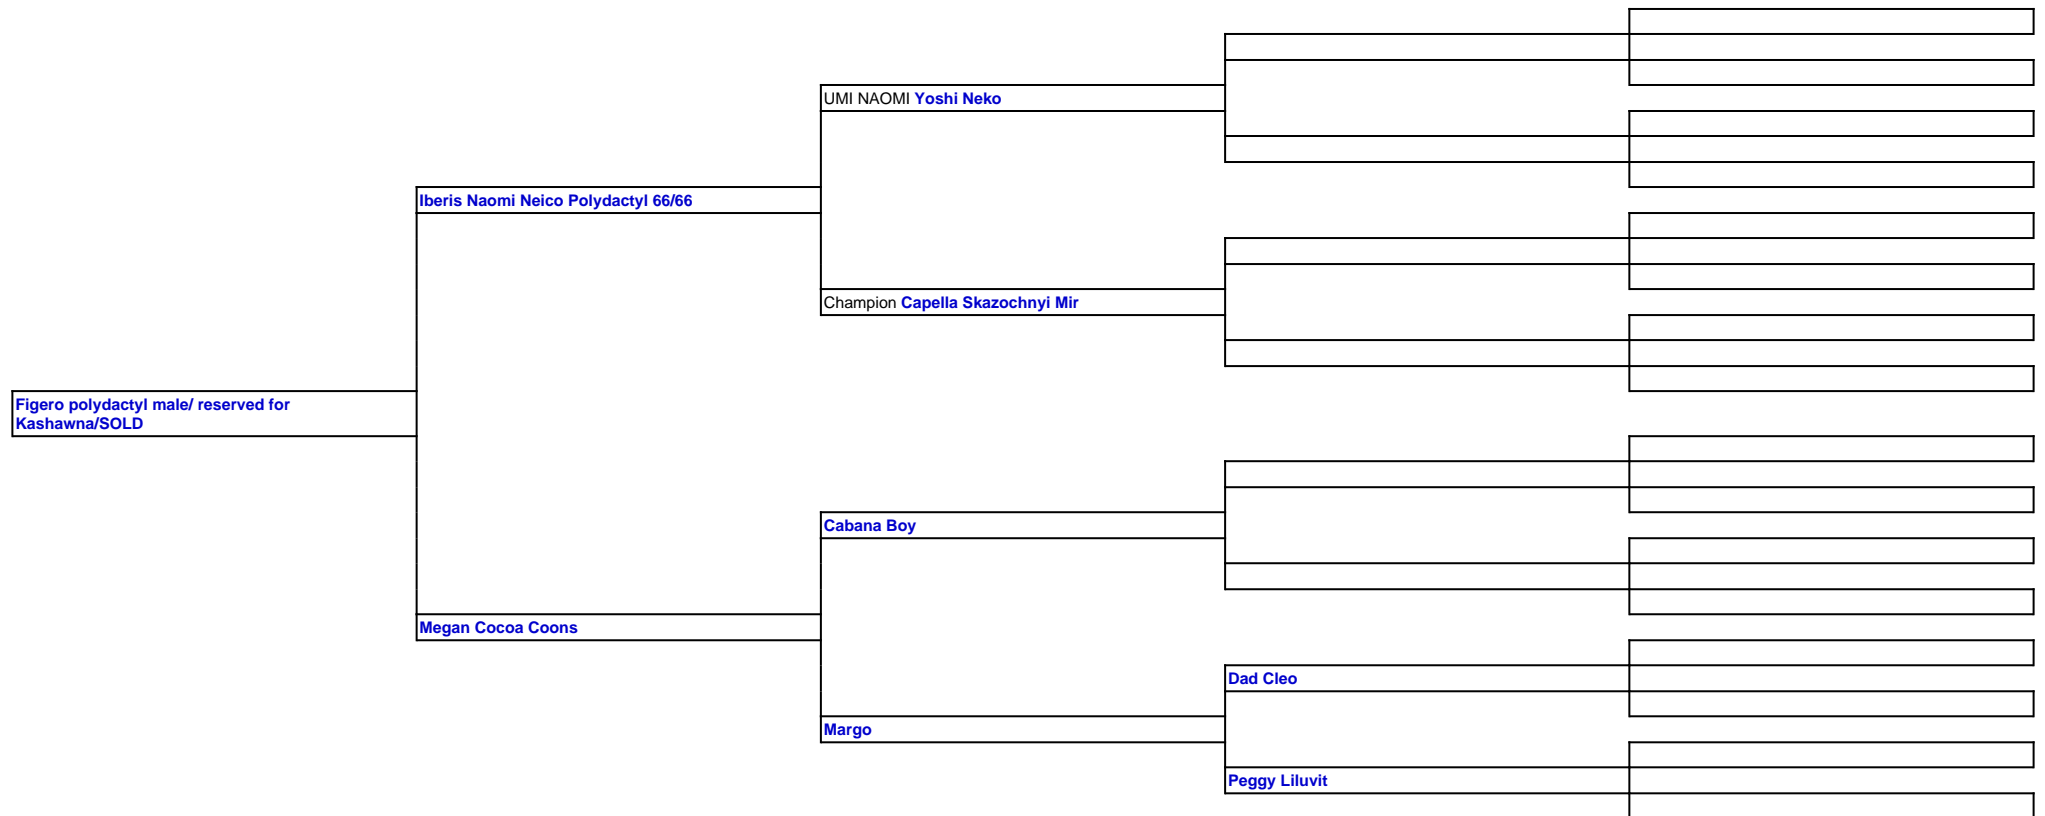 UMI NAOMI Yoshi Neko
Iberis Naomi Neico Polydactyl 66/66
Champion Capella Skazochnyi Mir
Figero polydactyl male/ reserved for
Kashawna/SOLD
Cabana Boy
Megan Cocoa Coons
Dad Cleo
Margo
Peggy Liluvit